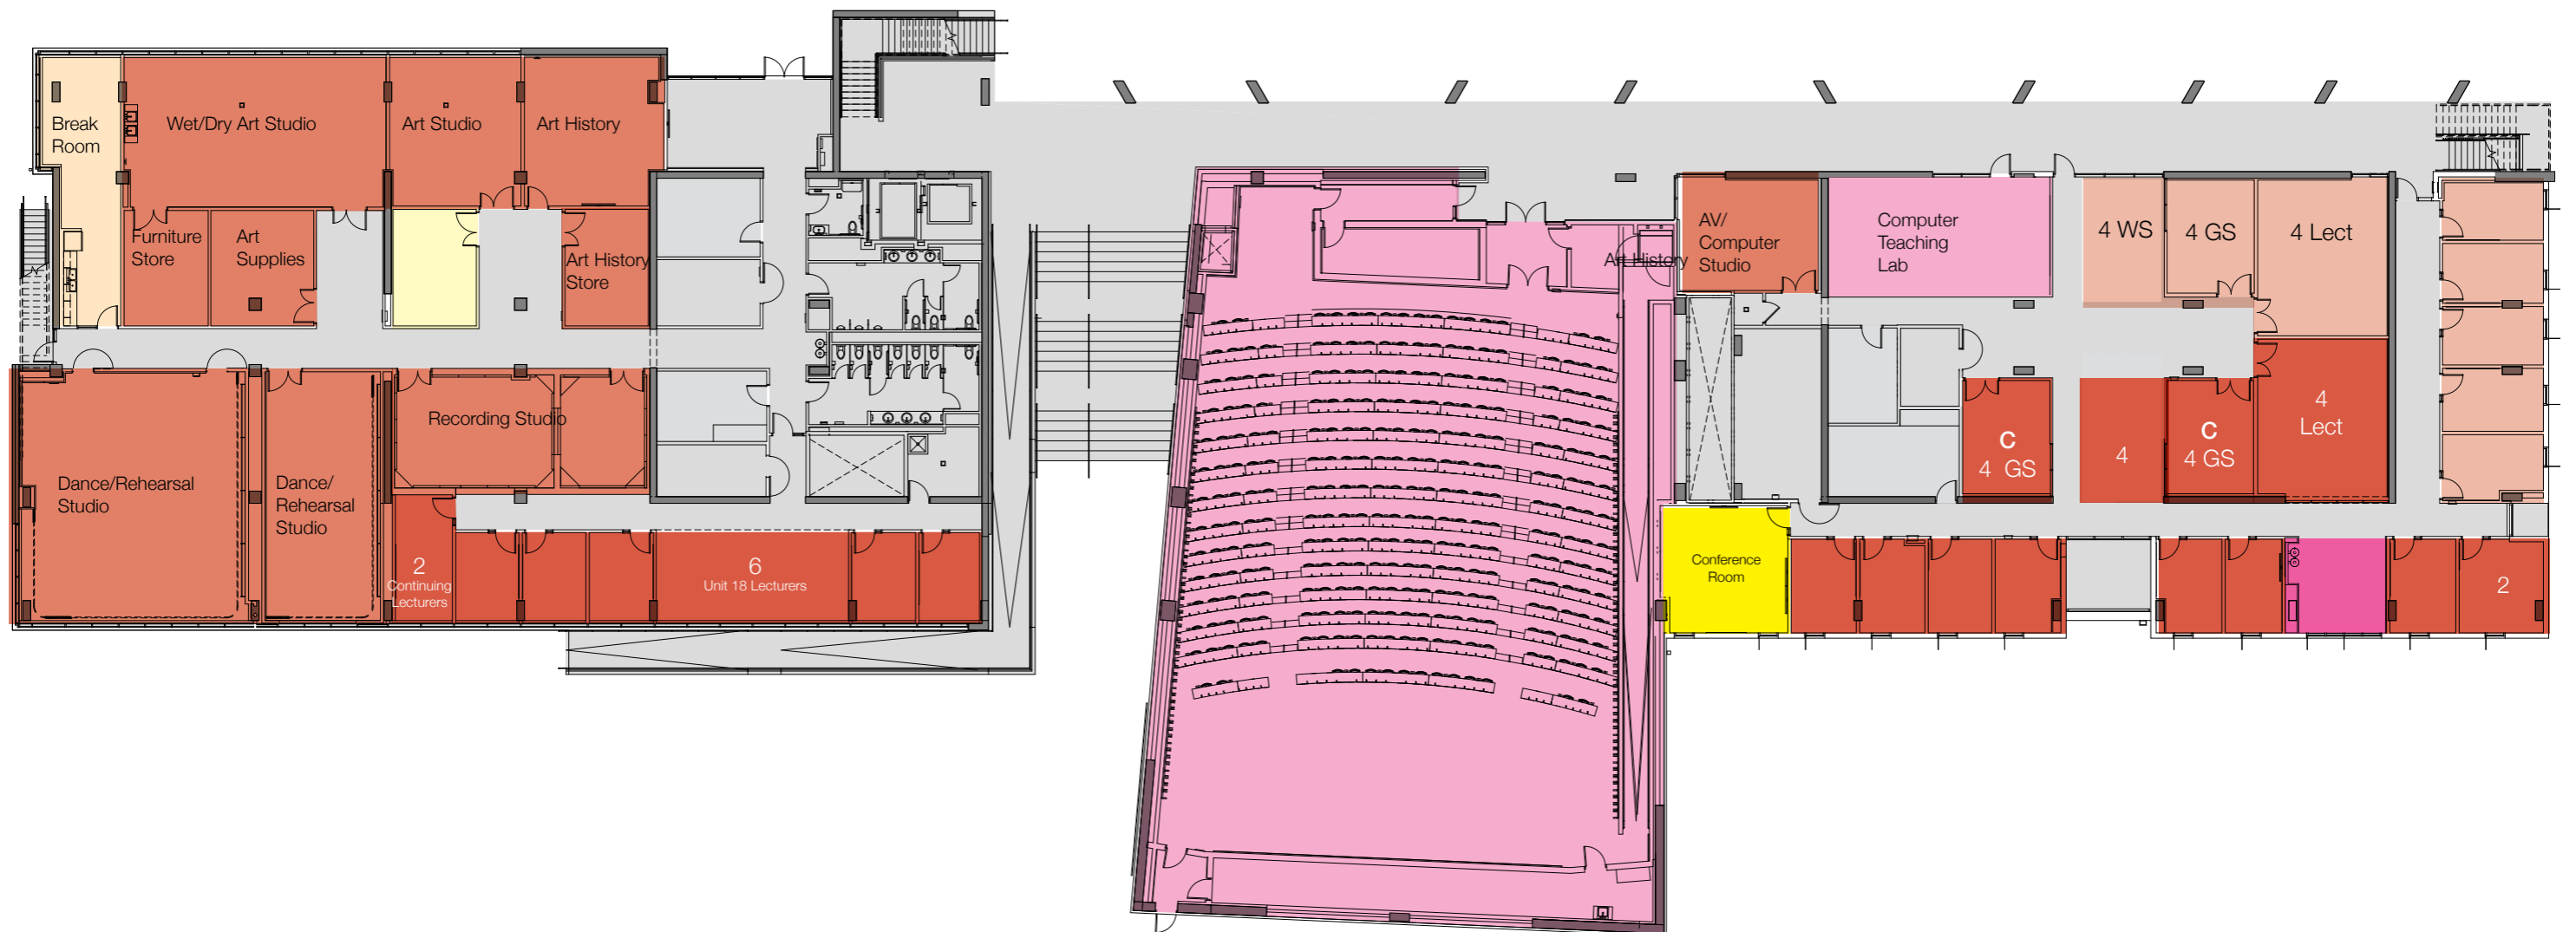 Break
Room
Wet/Dry Art Studio
Art Studio
Art History
Furniture
Store
Art
Supplies
Art History
Store
Dance/Rehearsal
Studio
Dance/
Rehearsal
Studio
Recording Studio
2
Continuing
Lecturers
6
Unit 18 Lecturers
Art History
AV/
Computer
Studio
Computer
Teaching
Lab
4 WS
4 GS
4 Lect
C
4 GS
4
C
4 GS
4
Lect
Conference
Room
2